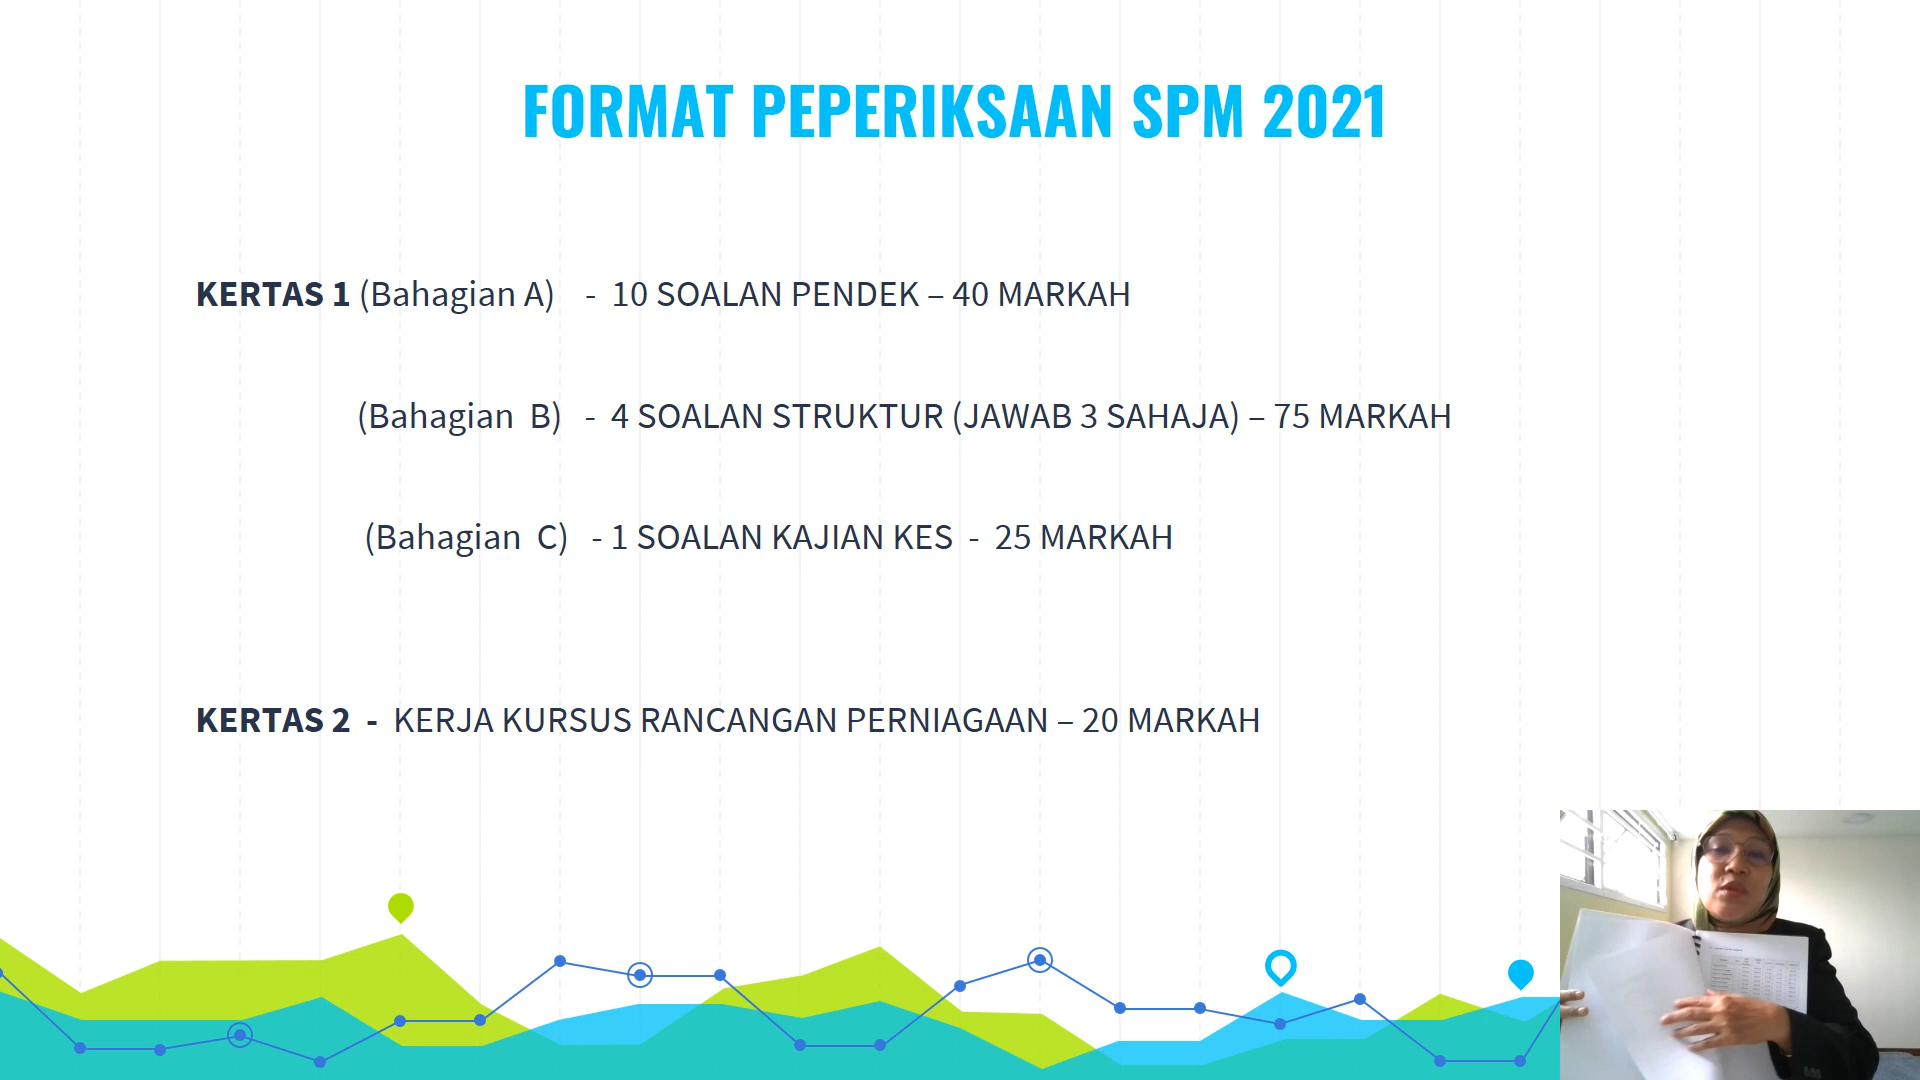 FORMAT PEPERIKSAAN SPM 2021
KERTAS 1 (Bahagian A) - 10 SOALAN PENDEK – 40 MARKAH
(Bahagian B) - 4 SOALAN STRUKTUR (JAWAB 3 SAHAJA) – 75 MARKAH
(Bahagian C) - 1 SOALAN KAJIAN KES - 25 MARKAH
KERTAS 2 - KERJA KURSUS RANCANGAN PERNIAGAAN – 20 MARKAH